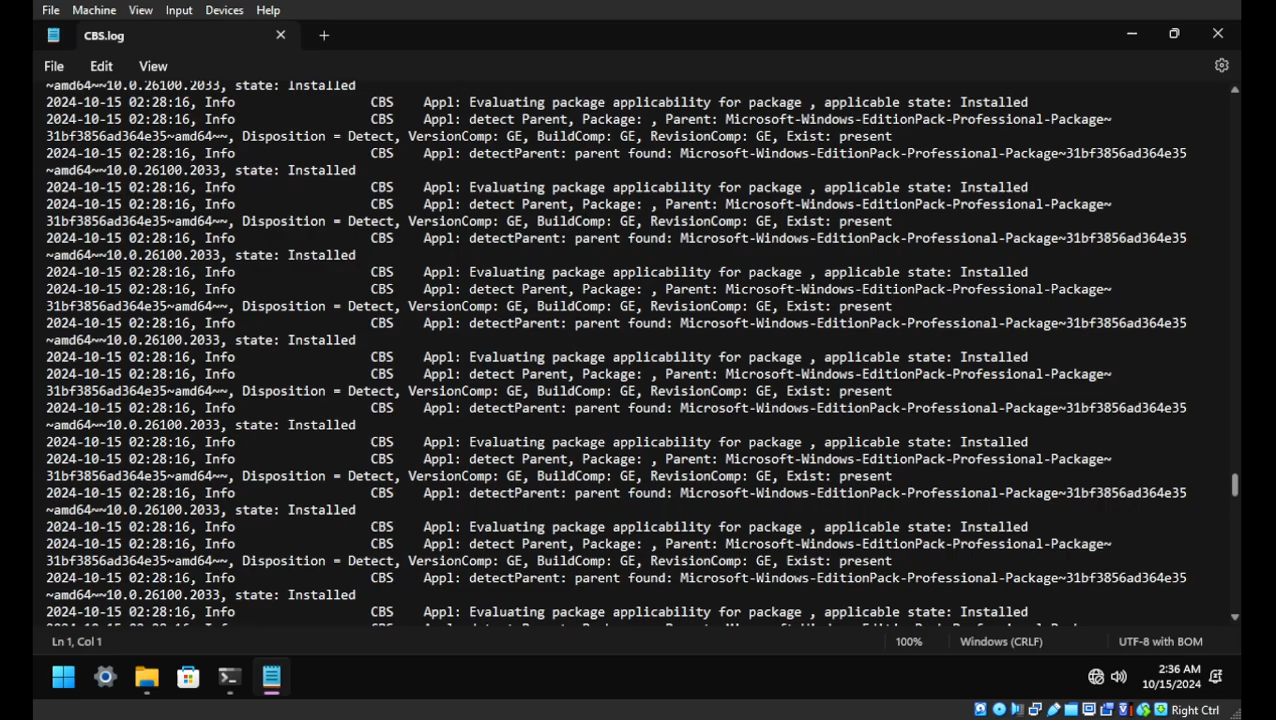 File Machine View Input Devices Help
CBS.log
File Edit View
~amd64~~10.0.26100.2033, state: Installed
2024-10-15 02:28:16, Info CBS Appl: Evaluating package applicability for package , applicable state: Installed
2024-10-15 02:28:16, Info CBS Appl: detect Parent, Package: , Parent: Microsoft-Windows-EditionPack-Professional-Package~
31bf3856ad364e35~amd64~~, Disposition = Detect, VersionComp: GE, BuildComp: GE, RevisionComp: GE, Exist: present
2024-10-15 02:28:16, Info CBS Appl: detectParent: parent found: Microsoft-Windows-EditionPack-Professional-Package~31bf3856ad364e35
~amd64~~10.0.26100.2033, state: Installed
2024-10-15 02:28:16, Info CBS Appl: Evaluating package applicability for package , applicable state: Installed
2024-10-15 02:28:16, Info CBS Appl: detect Parent, Package: , Parent: Microsoft-Windows-EditionPack-Professional-Package~
31bf3856ad364e35~amd64~~, Disposition = Detect, VersionComp: GE, BuildComp: GE, RevisionComp: GE, Exist: present
2024-10-15 02:28:16, Info CBS Appl: detectParent: parent found: Microsoft-Windows-EditionPack-Professional-Package~31bf3856ad364e35
~amd64~~10.0.26100.2033, state: Installed
2024-10-15 02:28:16, Info CBS Appl: Evaluating package applicability for package , applicable state: Installed
2024-10-15 02:28:16, Info CBS Appl: detect Parent, Package: , Parent: Microsoft-Windows-EditionPack-Professional-Package~
31bf3856ad364e35~amd64~~, Disposition = Detect, VersionComp: GE, BuildComp: GE, RevisionComp: GE, Exist: present
2024-10-15 02:28:16, Info CBS Appl: detectParent: parent found: Microsoft-Windows-EditionPack-Professional-Package~31bf3856ad364e35
~amd64~~10.0.26100.2033, state: Installed
2024-10-15 02:28:16, Info CBS Appl: Evaluating package applicability for package , applicable state: Installed
2024-10-15 02:28:16, Info CBS Appl: detect Parent, Package: , Parent: Microsoft-Windows-EditionPack-Professional-Package~
31bf3856ad364e35~amd64~~, Disposition = Detect, VersionComp: GE, BuildComp: GE, RevisionComp: GE, Exist: present
2024-10-15 02:28:16, Info CBS Appl: detectParent: parent found: Microsoft-Windows-EditionPack-Professional-Package~31bf3856ad364e35
~amd64~~10.0.26100.2033, state: Installed
2024-10-15 02:28:16, Info CBS Appl: Evaluating package applicability for package , applicable state: Installed
2024-10-15 02:28:16, Info CBS Appl: detect Parent, Package: , Parent: Microsoft-Windows-EditionPack-Professional-Package~
31bf3856ad364e35~amd64~~, Disposition = Detect, VersionComp: GE, BuildComp: GE, RevisionComp: GE, Exist: present
2024-10-15 02:28:16, Info CBS Appl: detectParent: parent found: Microsoft-Windows-EditionPack-Professional-Package~31bf3856ad364e35
~amd64~~10.0.26100.2033, state: Installed
2024-10-15 02:28:16, Info CBS Appl: Evaluating package applicability for package , applicable state: Installed
2024-10-15 02:28:16, Info CBS Appl: detect Parent, Package: , Parent: Microsoft-Windows-EditionPack-Professional-Package~
31bf3856ad364e35~amd64~~, Disposition = Detect, VersionComp: GE, BuildComp: GE, RevisionComp: GE, Exist: present
2024-10-15 02:28:16, Info CBS Appl: detectParent: parent found: Microsoft-Windows-EditionPack-Professional-Package~31bf3856ad364e35
~amd64~~10.0.26100.2033, state: Installed
2024-10-15 02:28:16, Info CBS Appl: Evaluating package applicability for package , applicable state: Installed
Ln 1, Col 1 100% Windows (CRLF) UTF-8 with BOM
2:36 AM
10/15/2024
Right Ctrl